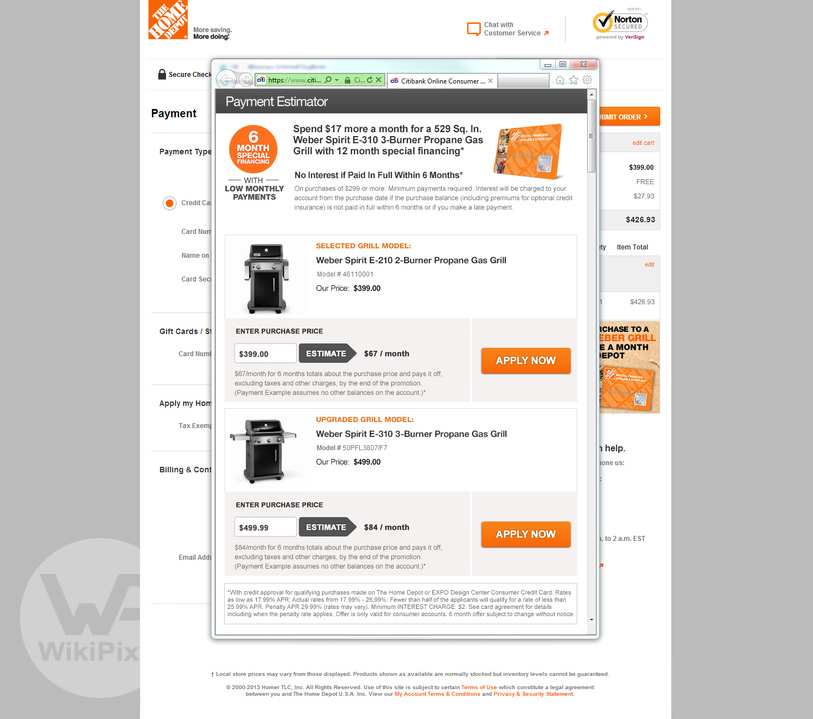 THE HOME DEPOT
More saving.
More doing.
Chat with
Customer Service
Norton
SECURED
powered by VeriSign
Secure Check
Payment
Payment Type
Credit Ca
Card Num
Name on
Card Sec
Gift Cards / St
Card Numb
Apply my Home
Tax Exemp
Billing & Cont
Email Addr
https://www.citi...
Ci...
Citibank Online Consumer ...
Payment Estimator
6
MONTH
SPECIAL
FINANCING
WITH
LOW MONTHLY
PAYMENTS
Spend $17 more a month for a 529 Sq. In.
Weber Spirit E-310 3-Burner Propane Gas
Grill with 12 month special financing*
No Interest if Paid In Full Within 6 Months*
On purchases of $299 or more. Minimum payments required. Interest will be charged to your
account from the purchase date if the purchase balance (including premiums for optional credit
insurance) is not paid in full within 6 months or if you make a late payment.
SELECTED GRILL MODEL:
Weber Spirit E-210 2-Burner Propane Gas Grill
Model # 46110001
Our Price: $399.00
ENTER PURCHASE PRICE
$399.00
ESTIMATE
$67 / month
$67/month for 6 months totals about the purchase price and pays it off,
excluding taxes and other charges, by the end of the promotion.
(Payment Example assumes no other balances on the account.)*
APPLY NOW
UPGRADED GRILL MODEL:
Weber Spirit E-310 3-Burner Propane Gas Grill
Model # 50PFL3807/F7
Our Price: $499.00
ENTER PURCHASE PRICE
$499.99
ESTIMATE
$84 / month
$84/month for 6 months totals about the purchase price and pays it off,
excluding taxes and other charges, by the end of the promotion.
(Payment Example assumes no other balances on the account.)*
APPLY NOW
*With credit approval for qualifying purchases made on The Home Depot or EXPO Design Center Consumer Credit Card. Rates
as low as 17.99% APR. Actual rates from 17.99% - 26.99%; Fewer than half of the applicants will qualify for a rate of less than
25.99% APR. Penalty APR 29.99% (rates may vary). Minimum INTEREST CHARGE: $2. See card agreement for details
including when the penalty rate applies. Offer is only valid for consumer accounts. 6 month offer subject to change without notice.
BMIT ORDER
edit cart
$399.00
FREE
$27.93
$426.93
ty Item Total
edit
1 $426.93
RCHASE TO A
EBER GRILL
E A MONTH
EPOT
n help.
hone us:
. to 2 a.m. EST
† Local store prices may vary from those displayed. Products shown as available are normally stocked but inventory levels cannot be guaranteed.
© 2000-2013 Homer TLC, Inc. All Rights Reserved. Use of this site is subject to certain Terms of Use which constitute a legal agreement
between you and The Home Depot U.S.A. Inc. View our My Account Terms & Conditions and Privacy & Security Statement.
WikiPix